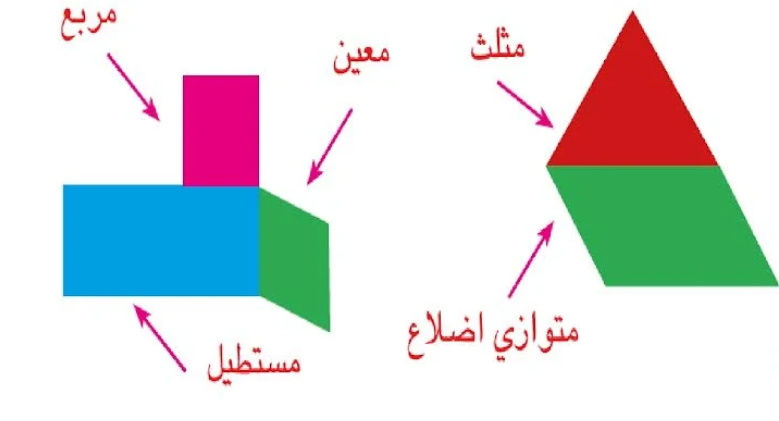 مربع
معين
مثلث
متوازي اضلاع
مستطيل